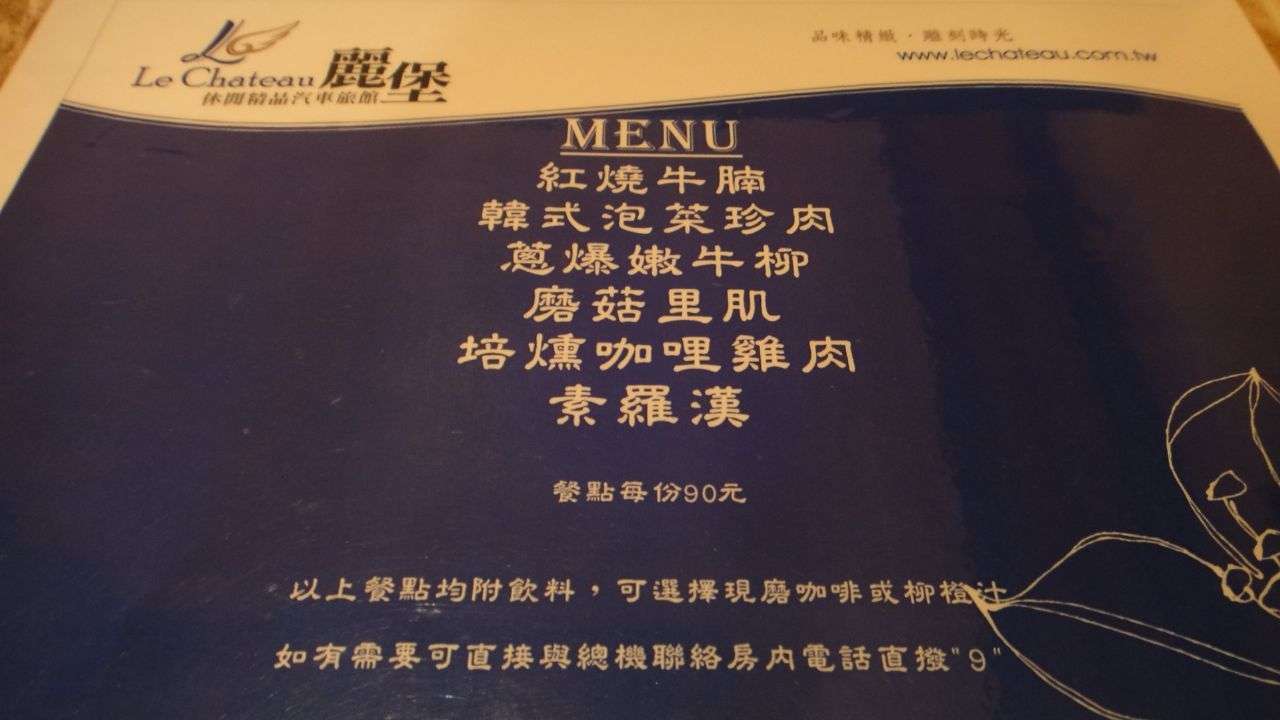 Le Chateau 麗堡
休閒精品汽車旅館
品味精緻．雕刻時光
www.lechateau.com.tw
MENU
紅燒牛腩
韓式泡菜珍肉
蔥爆嫩牛柳
磨菇里肌
培燻咖哩雞肉
素羅漢
餐點每份90元
以上餐點均附飲料，可選擇現磨咖啡或柳橙汁
如有需要可直接與總機聯絡房內電話直撥"9"